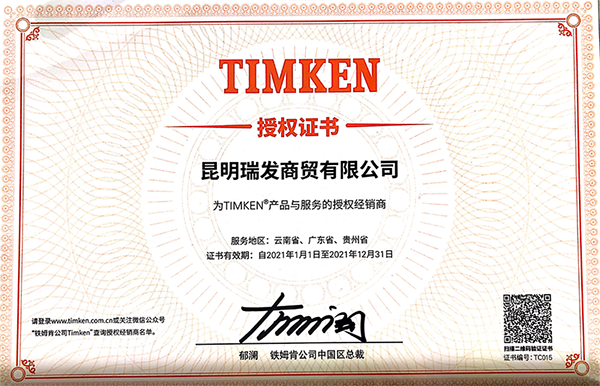 TIMKEN
授权证书
昆明瑞发商贸有限公司
为TIMKEN®产品与服务的授权经销商
服务地区：云南省、广东省、贵州省
证书有效期：自2021年1月1日至2021年12月31日
请登录www.timken.com.cn或关注微信公众号
“铁姆肯公司Timken”查询授权经销商名单。
郁澜 铁姆肯公司中国区总裁
扫描二维码验证证书
证书编号：TC015